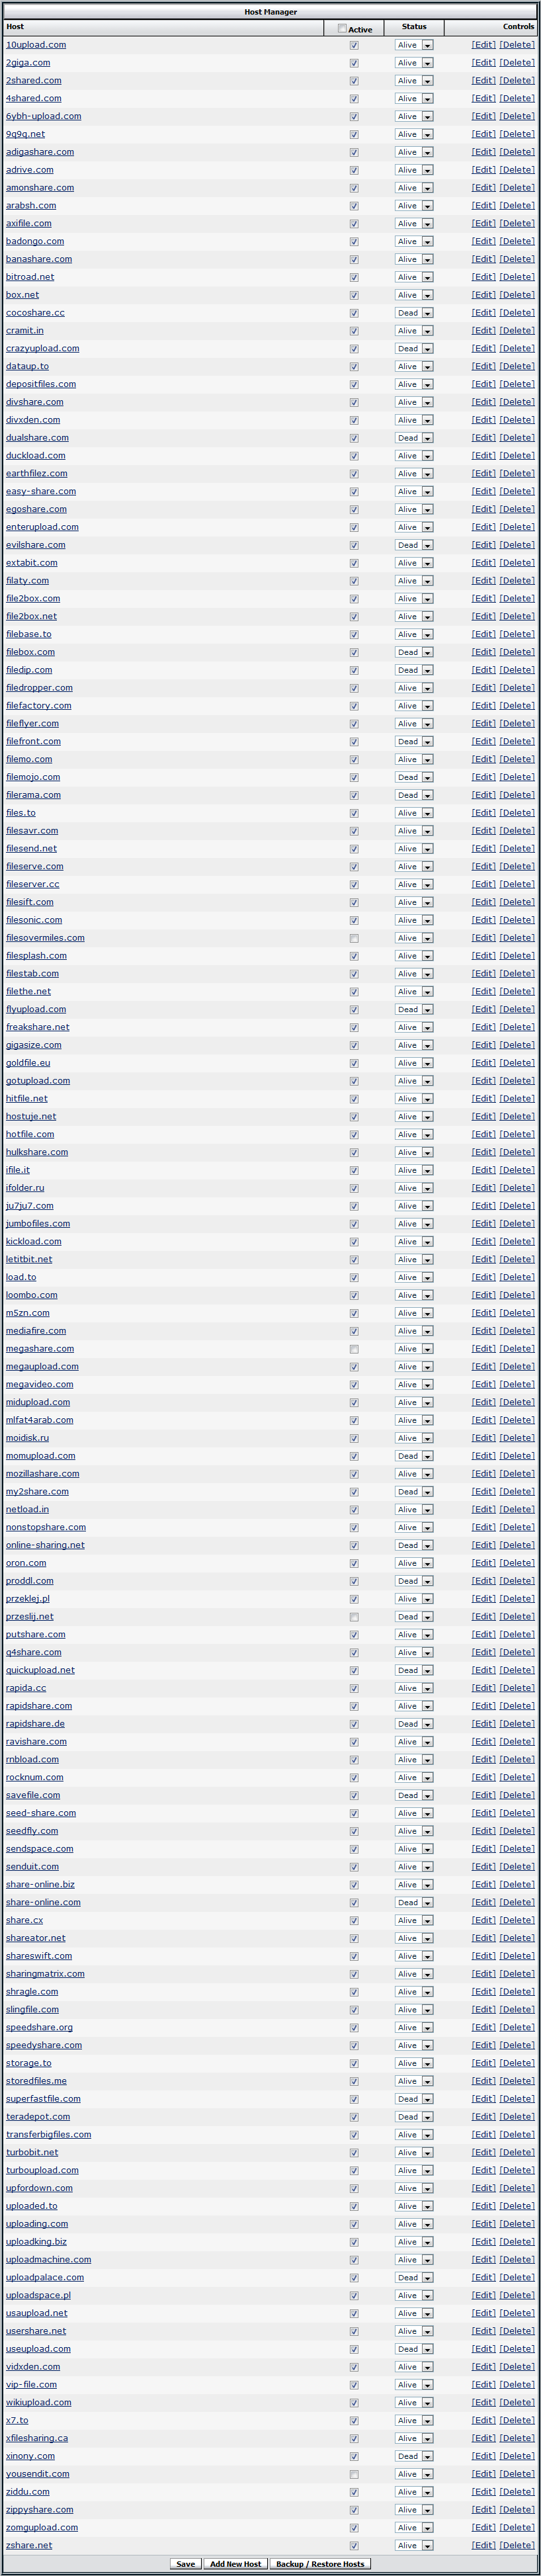 Host Manager
Host Active Status Controls
10upload.com Alive [Edit] [Delete]
2giga.com Alive [Edit] [Delete]
2shared.com Alive [Edit] [Delete]
4shared.com Alive [Edit] [Delete]
6ybh-upload.com Alive [Edit] [Delete]
9q9q.net Alive [Edit] [Delete]
adigashare.com Alive [Edit] [Delete]
adrive.com Alive [Edit] [Delete]
amonshare.com Alive [Edit] [Delete]
arabsh.com Alive [Edit] [Delete]
axifile.com Alive [Edit] [Delete]
badongo.com Alive [Edit] [Delete]
banashare.com Alive [Edit] [Delete]
bitroad.net Alive [Edit] [Delete]
box.net Alive [Edit] [Delete]
cocoshare.cc Dead [Edit] [Delete]
cramit.in Alive [Edit] [Delete]
crazyupload.com Dead [Edit] [Delete]
dataup.to Alive [Edit] [Delete]
depositfiles.com Alive [Edit] [Delete]
divshare.com Alive [Edit] [Delete]
divxden.com Alive [Edit] [Delete]
dualshare.com Dead [Edit] [Delete]
duckload.com Alive [Edit] [Delete]
earthfilez.com Alive [Edit] [Delete]
easy-share.com Alive [Edit] [Delete]
egoshare.com Alive [Edit] [Delete]
enterupload.com Alive [Edit] [Delete]
evilshare.com Dead [Edit] [Delete]
extabit.com Alive [Edit] [Delete]
filaty.com Alive [Edit] [Delete]
file2box.com Alive [Edit] [Delete]
file2box.net Alive [Edit] [Delete]
filebase.to Alive [Edit] [Delete]
filebox.com Dead [Edit] [Delete]
filedip.com Dead [Edit] [Delete]
filedropper.com Alive [Edit] [Delete]
filefactory.com Alive [Edit] [Delete]
fileflyer.com Alive [Edit] [Delete]
filefront.com Dead [Edit] [Delete]
filemo.com Alive [Edit] [Delete]
filemojo.com Dead [Edit] [Delete]
filerama.com Dead [Edit] [Delete]
files.to Alive [Edit] [Delete]
filesavr.com Alive [Edit] [Delete]
filesend.net Alive [Edit] [Delete]
fileserve.com Alive [Edit] [Delete]
fileserver.cc Alive [Edit] [Delete]
filesift.com Alive [Edit] [Delete]
filesonic.com Alive [Edit] [Delete]
filesovermiles.com Alive [Edit] [Delete]
filesplash.com Alive [Edit] [Delete]
filestab.com Alive [Edit] [Delete]
filethe.net Alive [Edit] [Delete]
flyupload.com Dead [Edit] [Delete]
freakshare.net Alive [Edit] [Delete]
gigasize.com Alive [Edit] [Delete]
goldfile.eu Alive [Edit] [Delete]
gotupload.com Alive [Edit] [Delete]
hitfile.net Alive [Edit] [Delete]
hostuje.net Alive [Edit] [Delete]
hotfile.com Alive [Edit] [Delete]
hulkshare.com Alive [Edit] [Delete]
ifile.it Alive [Edit] [Delete]
ifolder.ru Alive [Edit] [Delete]
ju7ju7.com Alive [Edit] [Delete]
jumbofiles.com Alive [Edit] [Delete]
kickload.com Alive [Edit] [Delete]
letitbit.net Alive [Edit] [Delete]
load.to Alive [Edit] [Delete]
loombo.com Alive [Edit] [Delete]
m5zn.com Alive [Edit] [Delete]
mediafire.com Alive [Edit] [Delete]
megashare.com Alive [Edit] [Delete]
megaupload.com Alive [Edit] [Delete]
megavideo.com Alive [Edit] [Delete]
midupload.com Alive [Edit] [Delete]
mlfat4arab.com Alive [Edit] [Delete]
moidisk.ru Alive [Edit] [Delete]
momupload.com Dead [Edit] [Delete]
mozillashare.com Alive [Edit] [Delete]
my2share.com Dead [Edit] [Delete]
netload.in Alive [Edit] [Delete]
nonstopshare.com Alive [Edit] [Delete]
online-sharing.net Dead [Edit] [Delete]
oron.com Alive [Edit] [Delete]
proddl.com Dead [Edit] [Delete]
przeklej.pl Alive [Edit] [Delete]
przeslij.net Dead [Edit] [Delete]
putshare.com Alive [Edit] [Delete]
q4share.com Alive [Edit] [Delete]
quickupload.net Dead [Edit] [Delete]
rapida.cc Alive [Edit] [Delete]
rapidshare.com Alive [Edit] [Delete]
rapidshare.de Dead [Edit] [Delete]
ravishare.com Alive [Edit] [Delete]
rnbload.com Alive [Edit] [Delete]
rocknum.com Alive [Edit] [Delete]
savefile.com Dead [Edit] [Delete]
seed-share.com Alive [Edit] [Delete]
seedfly.com Alive [Edit] [Delete]
sendspace.com Alive [Edit] [Delete]
senduit.com Alive [Edit] [Delete]
share-online.biz Alive [Edit] [Delete]
share-online.com Dead [Edit] [Delete]
share.cx Alive [Edit] [Delete]
shareator.net Alive [Edit] [Delete]
shareswift.com Alive [Edit] [Delete]
sharingmatrix.com Alive [Edit] [Delete]
shragle.com Alive [Edit] [Delete]
slingfile.com Alive [Edit] [Delete]
speedshare.org Alive [Edit] [Delete]
speedyshare.com Alive [Edit] [Delete]
storage.to Alive [Edit] [Delete]
storedfiles.me Alive [Edit] [Delete]
superfastfile.com Dead [Edit] [Delete]
teradepot.com Dead [Edit] [Delete]
transferbigfiles.com Alive [Edit] [Delete]
turbobit.net Alive [Edit] [Delete]
turboupload.com Alive [Edit] [Delete]
upfordown.com Alive [Edit] [Delete]
uploaded.to Alive [Edit] [Delete]
uploading.com Alive [Edit] [Delete]
uploadking.biz Alive [Edit] [Delete]
uploadmachine.com Alive [Edit] [Delete]
uploadpalace.com Dead [Edit] [Delete]
uploadspace.pl Alive [Edit] [Delete]
usaupload.net Alive [Edit] [Delete]
usershare.net Alive [Edit] [Delete]
useupload.com Dead [Edit] [Delete]
vidxden.com Alive [Edit] [Delete]
vip-file.com Alive [Edit] [Delete]
wikiupload.com Alive [Edit] [Delete]
x7.to Alive [Edit] [Delete]
xfilesharing.ca Alive [Edit] [Delete]
xinony.com Dead [Edit] [Delete]
yousendit.com Alive [Edit] [Delete]
ziddu.com Alive [Edit] [Delete]
zippyshare.com Alive [Edit] [Delete]
zomgupload.com Alive [Edit] [Delete]
zshare.net Alive [Edit] [Delete]
Save Add New Host Backup / Restore Hosts